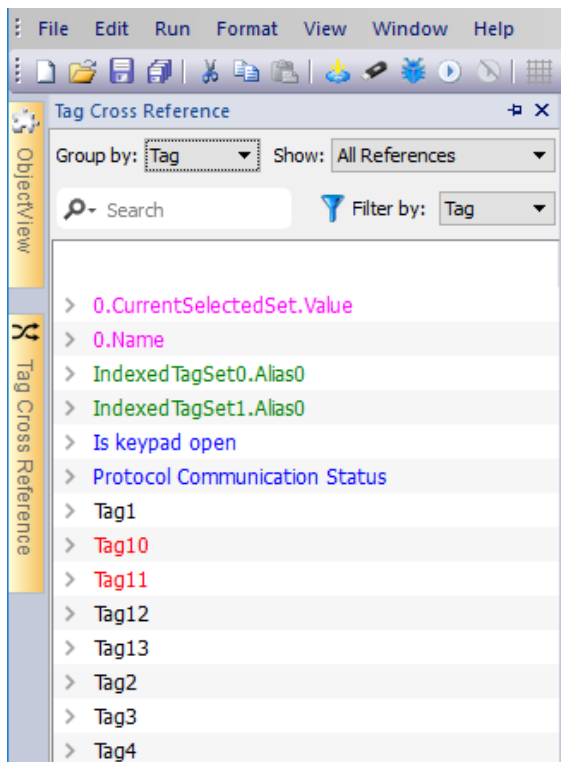 File Edit Run Format View Window Help
ObjectView
Tag Cross Reference
Tag Cross Reference
Group by: Tag Show: All References
Search Filter by: Tag
0.CurrentSelectedSet.Value
0.Name
IndexedTagSet0.Alias0
IndexedTagSet1.Alias0
Is keypad open
Protocol Communication Status
Tag1
Tag10
Tag11
Tag12
Tag13
Tag2
Tag3
Tag4